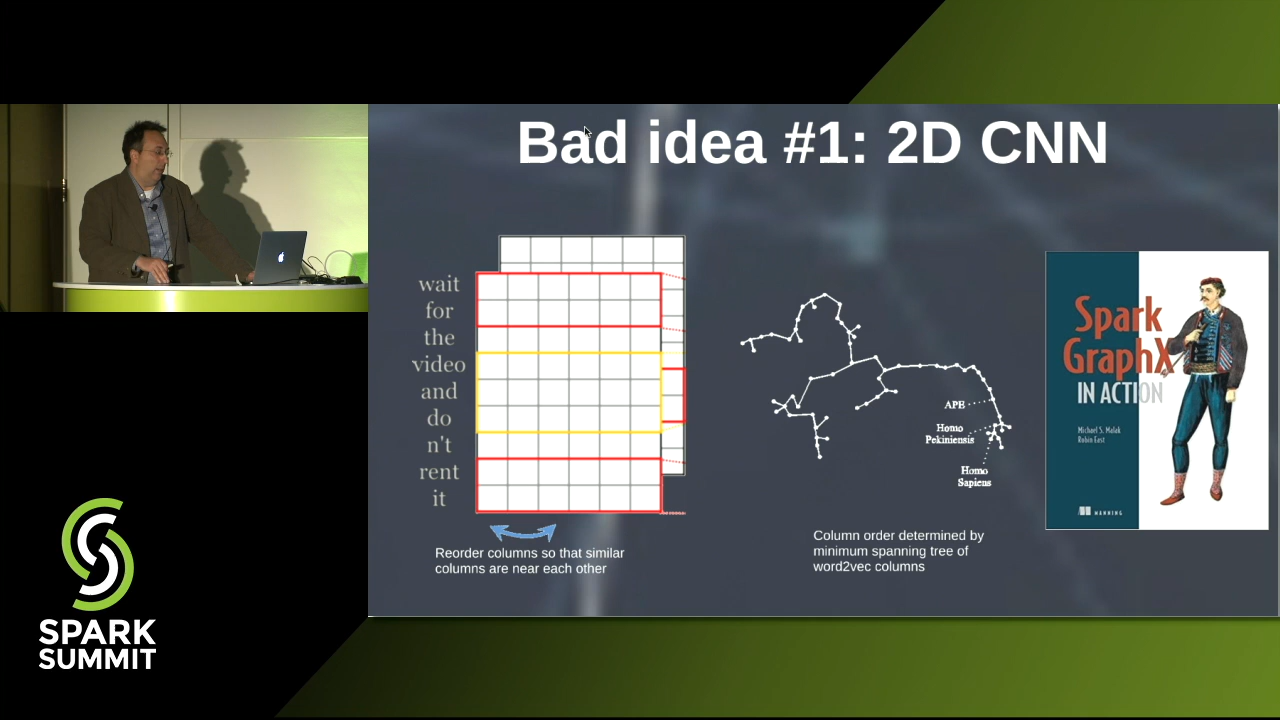 Bad idea #1: 2D CNN
wait
for
the
video
and
do
n't
rent
it
Reorder columns so that similar
columns are near each other
APE
Homo
Pekiniensis
Homo
Sapiens
Column order determined by
minimum spanning tree of
word2vec columns
Spark
GraphX
IN ACTION
Michael S. Malak
Robin East
MANNING
SPARK
SUMMIT